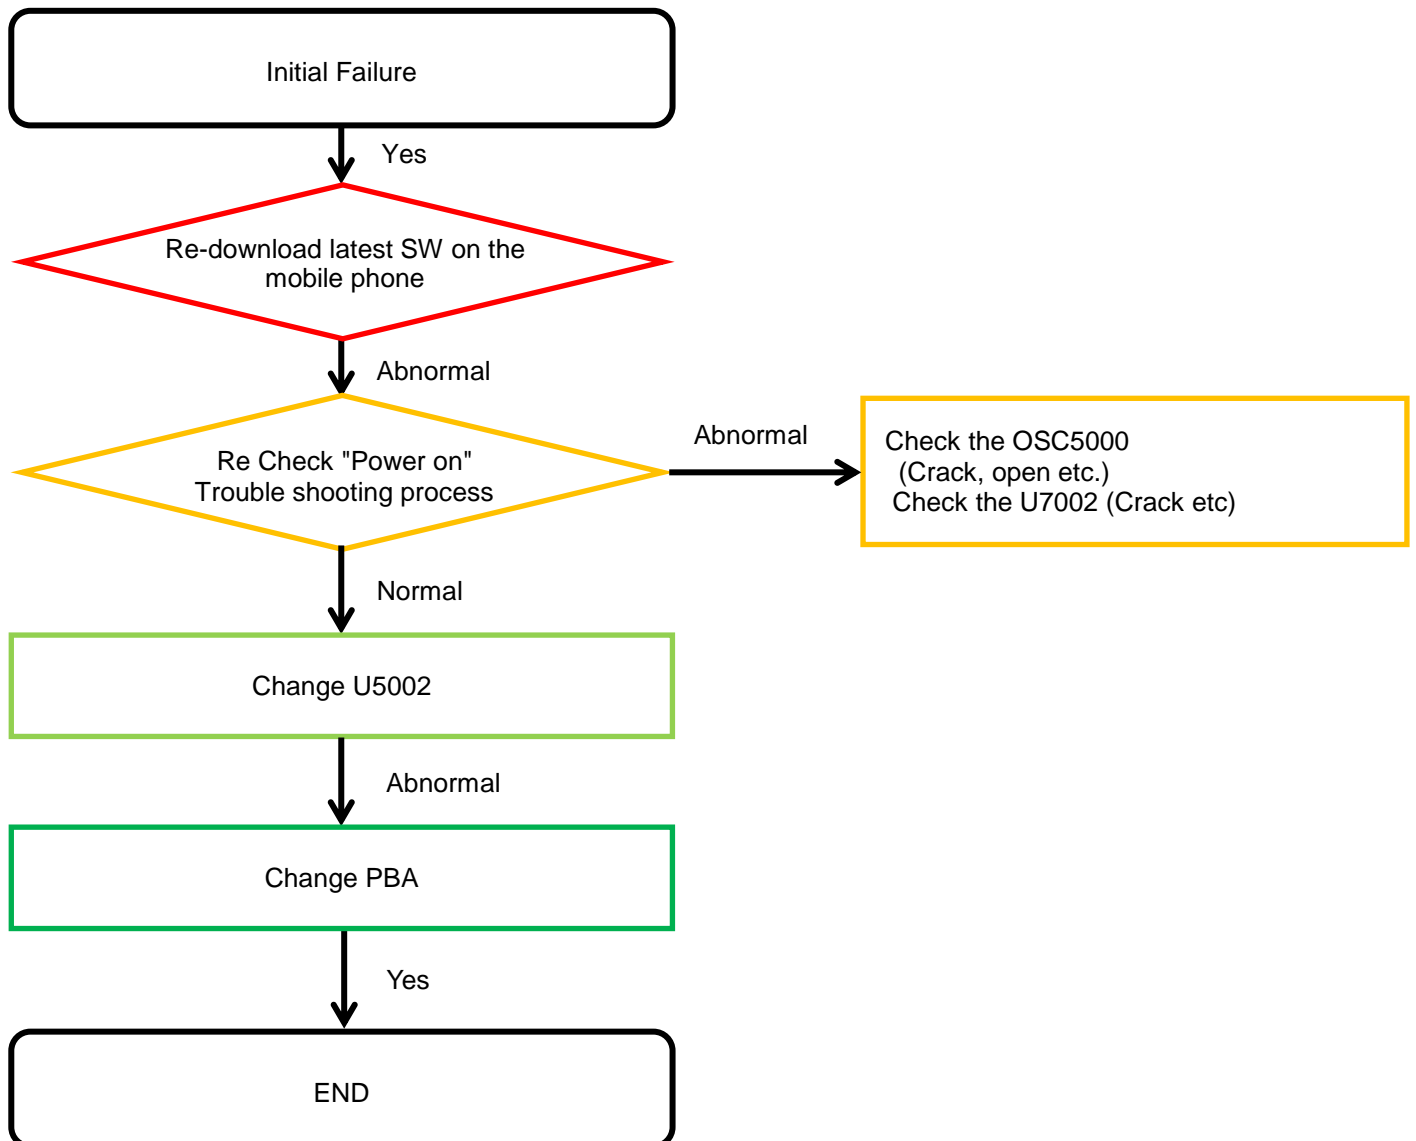 Initial Failure
Yes
Re-download latest SW on the
mobile phone
Abnormal
Re Check "Power on"
Trouble shooting process
Abnormal
Check the OSC5000
(Crack, open etc.)
Check the U7002 (Crack etc)
Normal
Change U5002
Abnormal
Change PBA
Yes
END